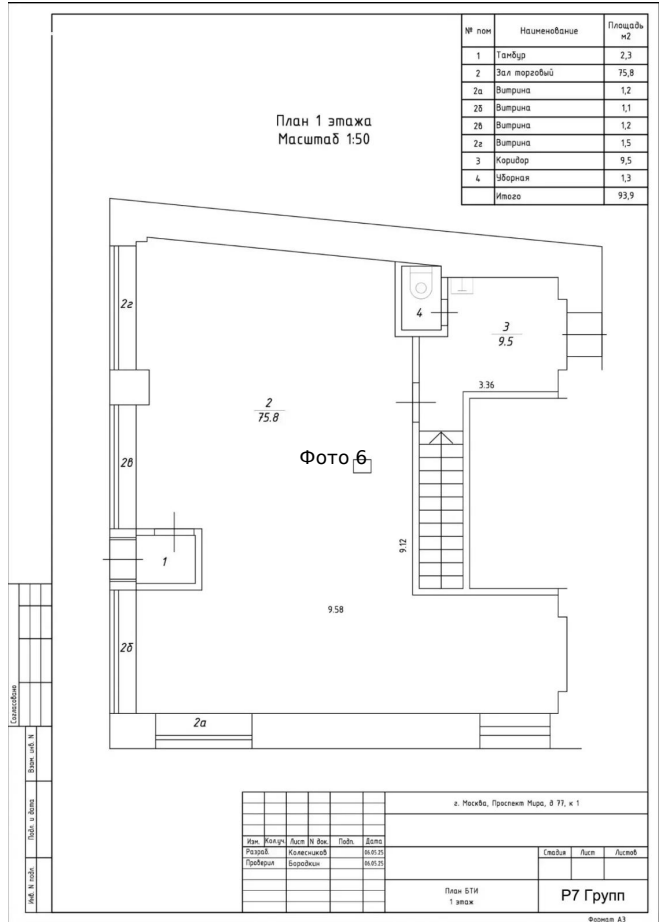 № пом Наименование Площадь м2
1 Тамбур 2,3
2 Зал торговый 75,8
2а Витрина 1,2
2б Витрина 1,1
2в Витрина 1,2
2г Витрина 1,5
3 Коридор 9,5
4 Уборная 1,3
Итого 93,9
План 1 этажа
Масштаб 1:50
2г
4
3
9.5
3.36
2
75.8
Фото 6
2в
9.12
1
9.58
2б
2а
Согласовано
Взам. инв. N
Подп. и дата
Инв. N подл.
г. Москва, Проспект Мира, д 77, к 1
Изм. Кол.уч. Лист N док. Подп. Дата
Разраб. Колесников 06.05.25
Проверил Бородкин 06.05.25
Стадия Лист Листов
План БТИ
1 этаж
Р7 Групп
Формат А3